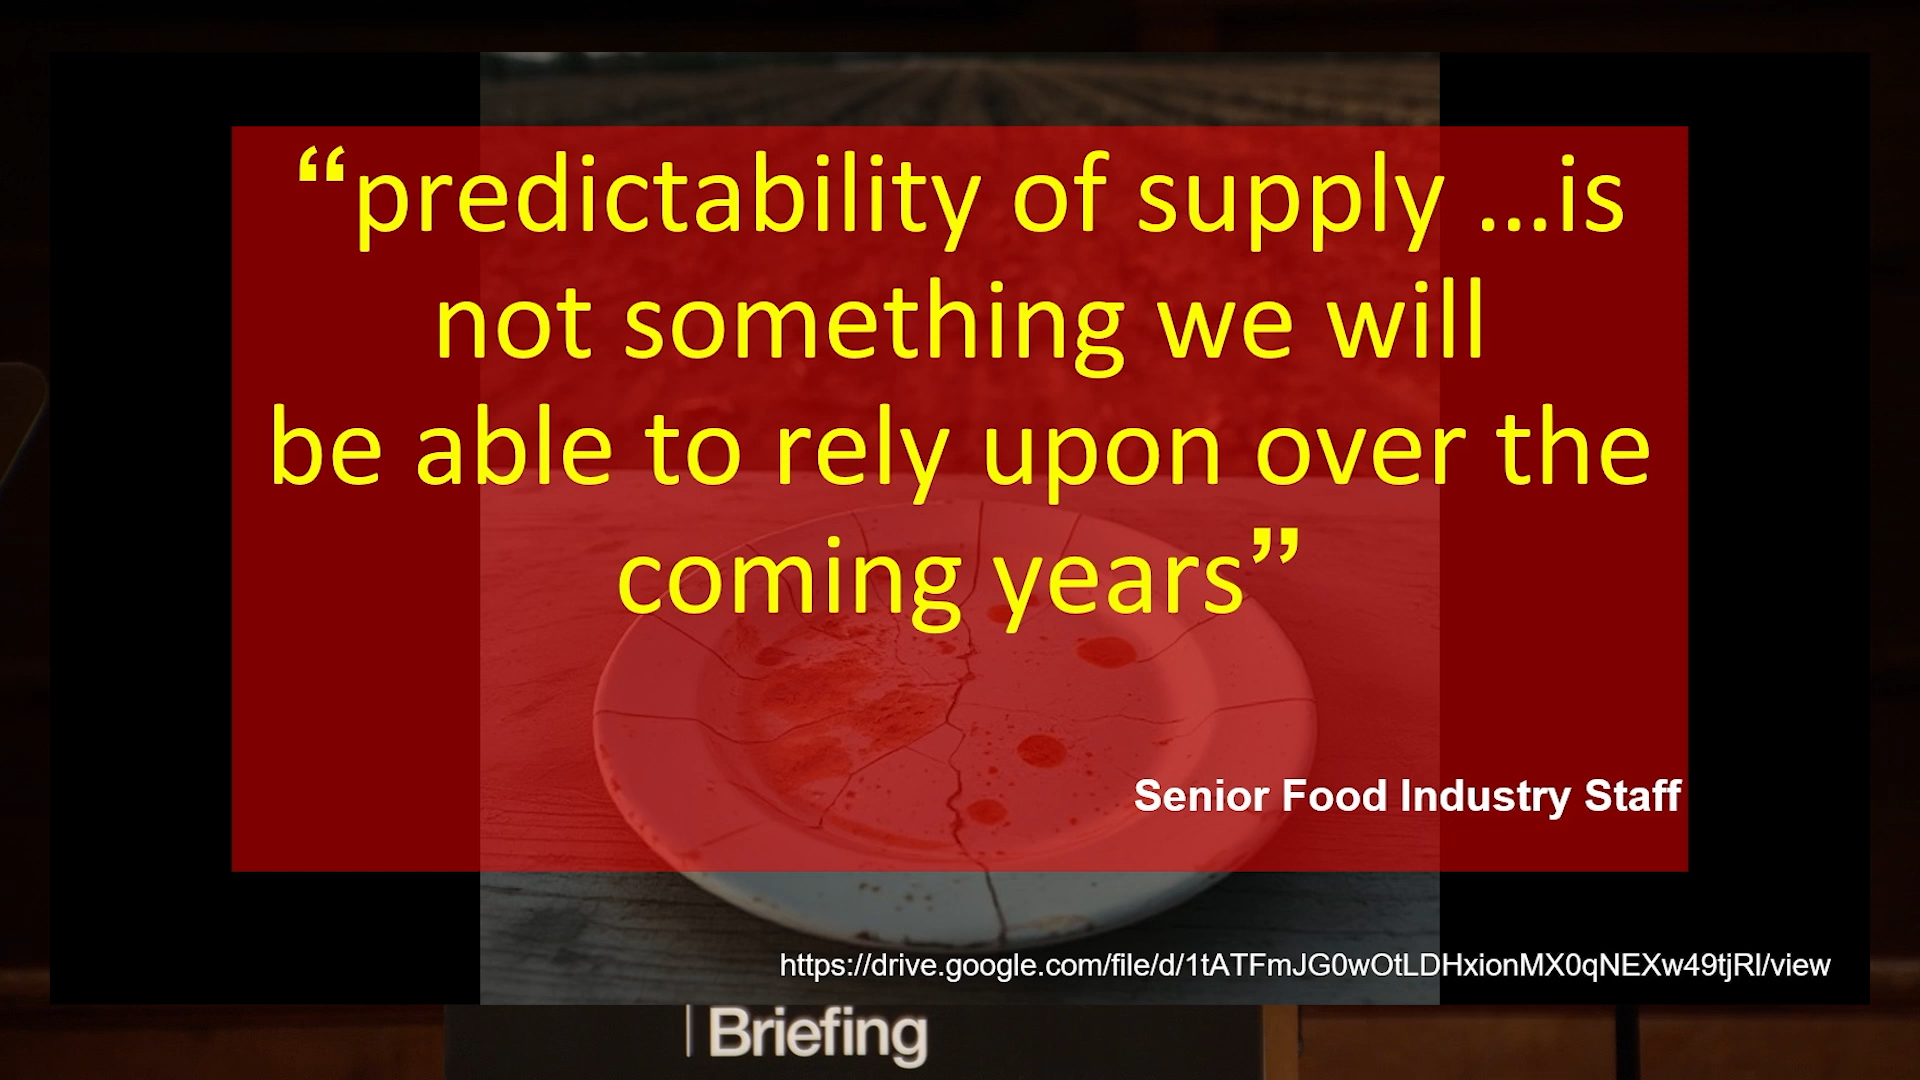 “predictability of supply ...is
not something we will
be able to rely upon over the
coming years”
Senior Food Industry Staff
https://drive.google.com/file/d/1tATFmJG0wOtLDHxionMX0qNEXw49tjRl/view
Briefing